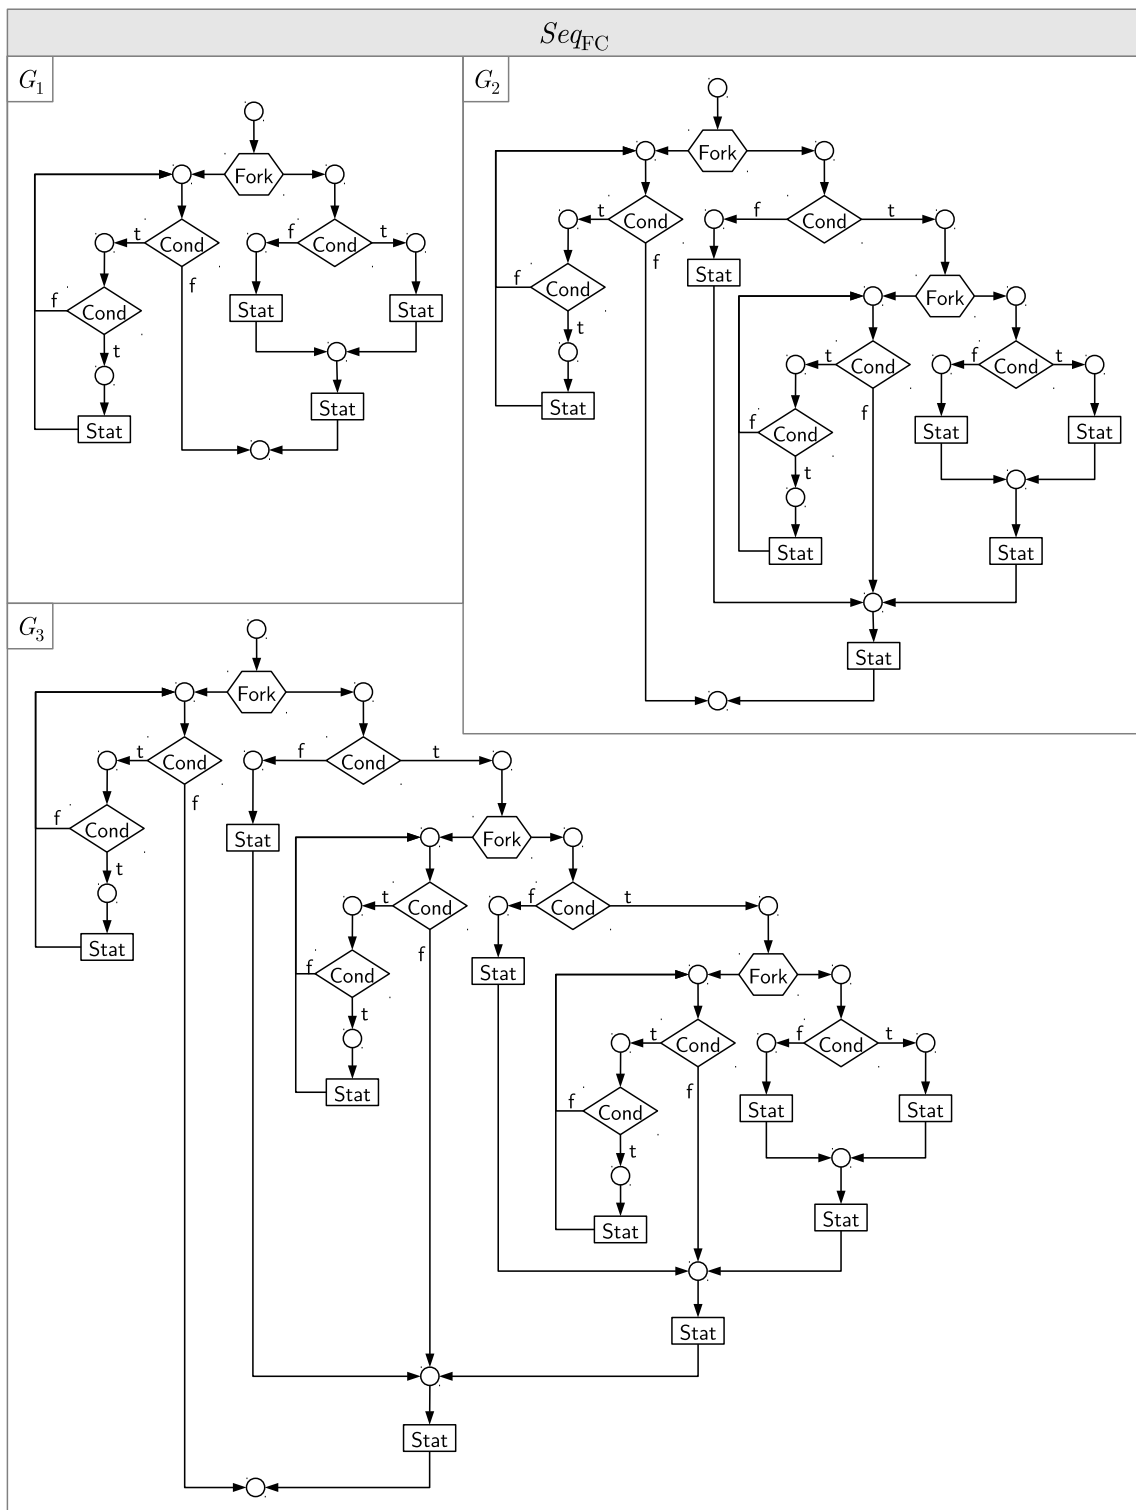 Seq_FC
G_1
Fork
t Cond f Cond t
f f
Cond Stat Stat
t
Stat
Stat
G_2
Fork
t Cond f Cond t
f
Stat
f Cond Fork
t
t Cond f Cond t
Stat
f
f Cond Stat Stat
t
Stat Stat
Stat
G_3
Fork
t Cond f Cond t
f
f Cond Stat Fork
t
t Cond f Cond t
Stat f
f Cond Stat Fork
t
t Cond f Cond t
Stat f
f Cond Stat Stat
t
Stat Stat
Stat
Stat